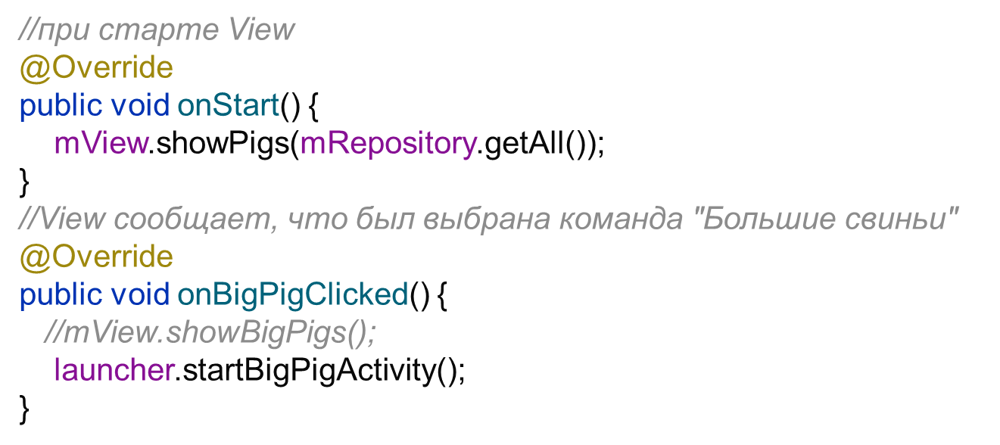 //при старте View
@Override
public void onStart() {
mView.showPigs(mRepository.getAll());
}
//View сообщает, что был выбрана команда "Большие свиньи"
@Override
public void onBigPigClicked() {
//mView.showBigPigs();
launcher.startBigPigActivity();
}